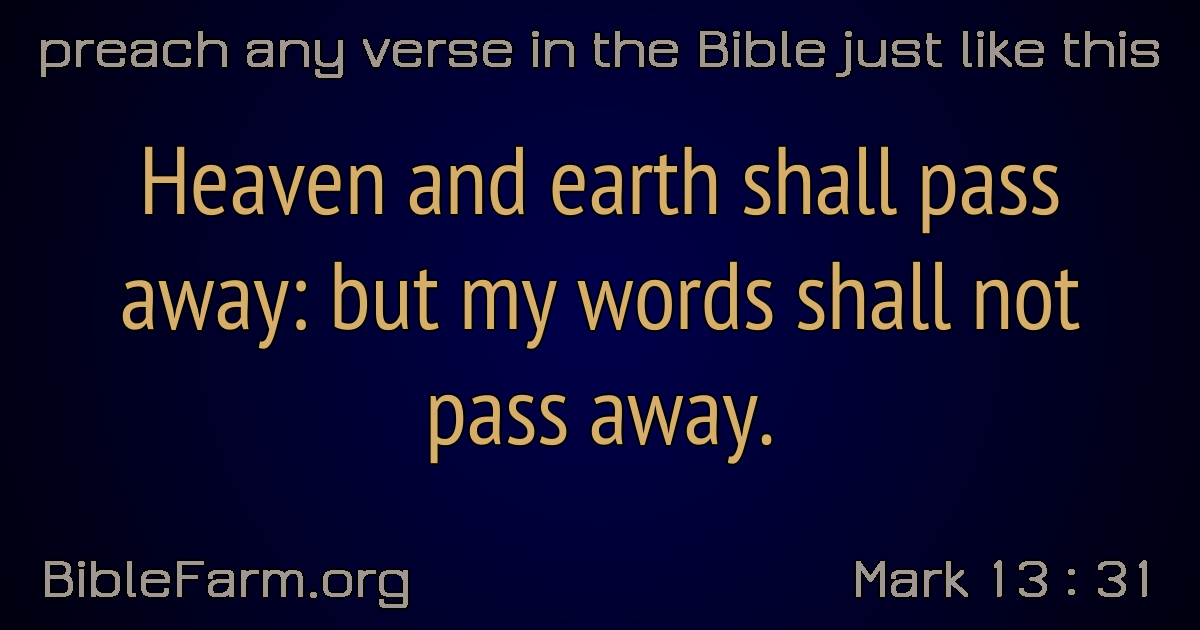 preach any verse in the Bible just like this
Heaven and earth shall pass
away: but my words shall not
pass away.
BibleFarm.org
Mark 13 : 31